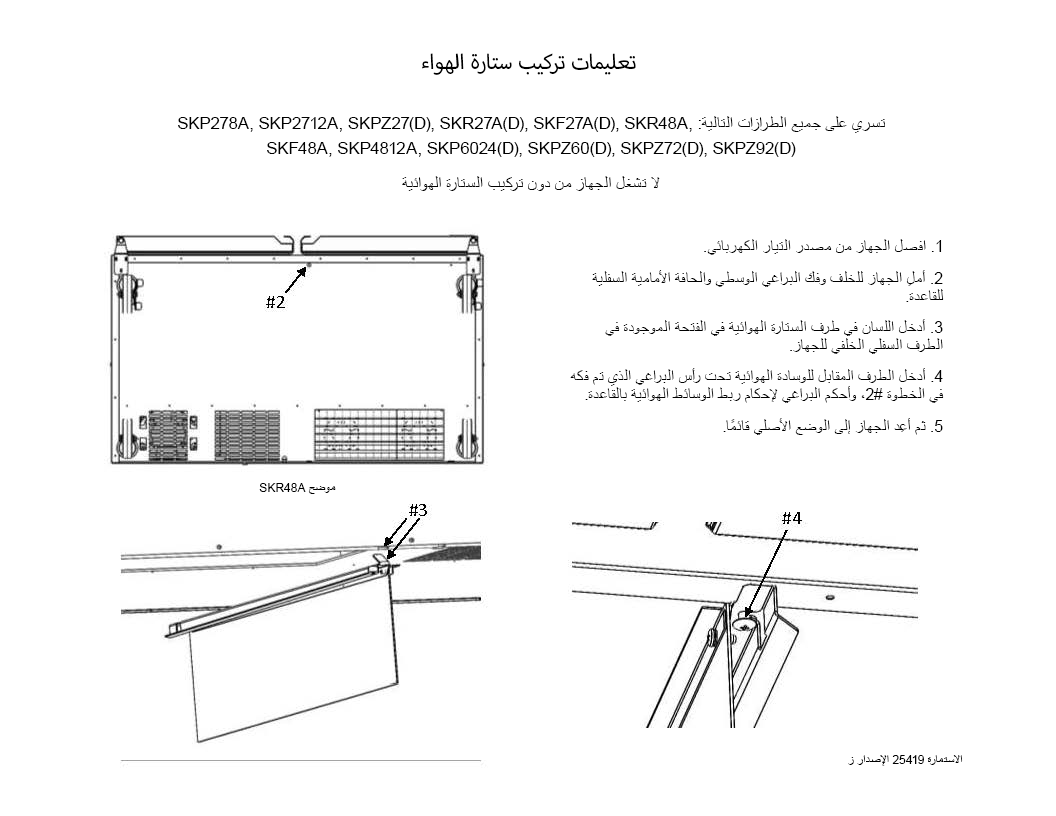 تعليمات تركيب ستارة الهواء
تسري على جميع الطرازات التالية: SKP278A, SKP2712A, SKPZ27(D), SKR27A(D), SKF27A(D), SKR48A,
SKF48A, SKP4812A, SKP6024(D), SKPZ60(D), SKPZ72(D), SKPZ92(D)
لا تشغل الجهاز من دون تركيب الستارة الهوائية
1. افصل الجهاز من مصدر التيار الكهربائي.
2. أمل الجهاز للخلف وفك البراغي الوسطي والحافة الأمامية السفلية
للقاعدة.
3. أدخل اللسان في طرف الستارة الهوائية في الفتحة الموجودة في
الطرف السفلي الخلفي للجهاز.
4. أدخل الطرف المقابل للوسادة الهوائية تحت رأس البراغي الذي تم فكه
في الخطوة #2، وأحكم البراغي لإحكام ربط الوسائط الهوائية بالقاعدة.
5. ثم أعِد الجهاز إلى الوضع الأصلي قائمًا.
#2
موضح SKR48A
#3
#4
الاستمارة 25419 الإصدار ز